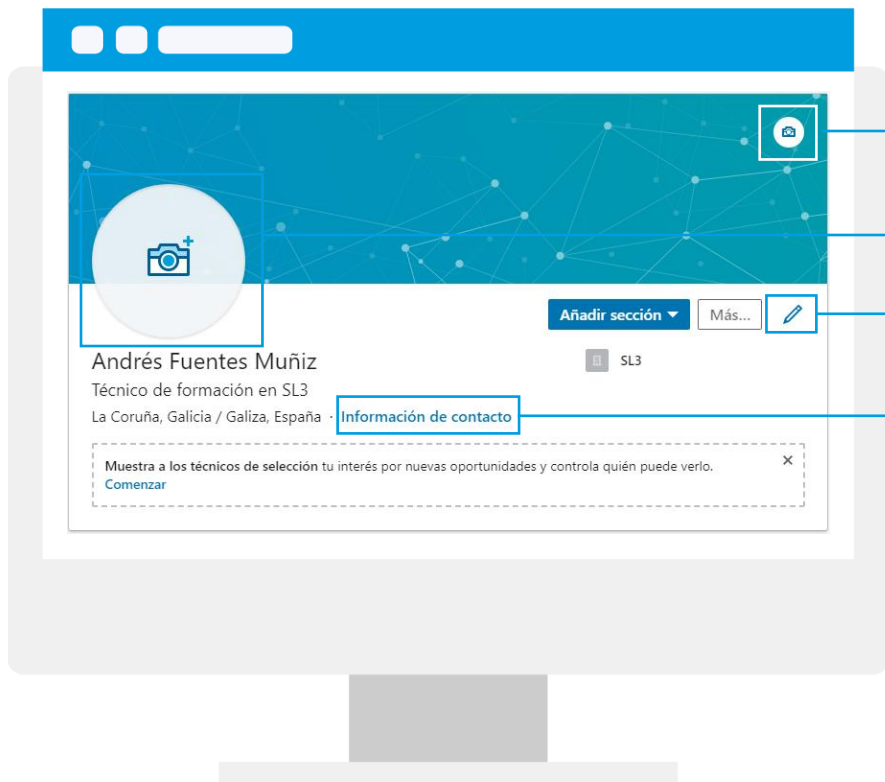 Añadir sección
Más...
Andrés Fuentes Muñiz
SL3
Técnico de formación en SL3
La Coruña, Galicia / Galiza, España · Información de contacto
Muestra a los técnicos de selección tu interés por nuevas oportunidades y controla quién puede verlo.
Comenzar